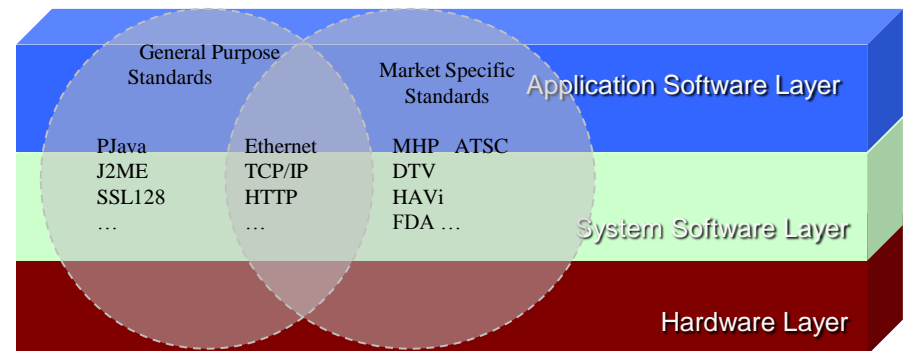 General Purpose
Standards
Market Specific
Standards
Application Software Layer
PJava
J2ME
SSL128
…
Ethernet
TCP/IP
HTTP
…
MHP ATSC
DTV
HAVi
FDA …
System Software Layer
Hardware Layer